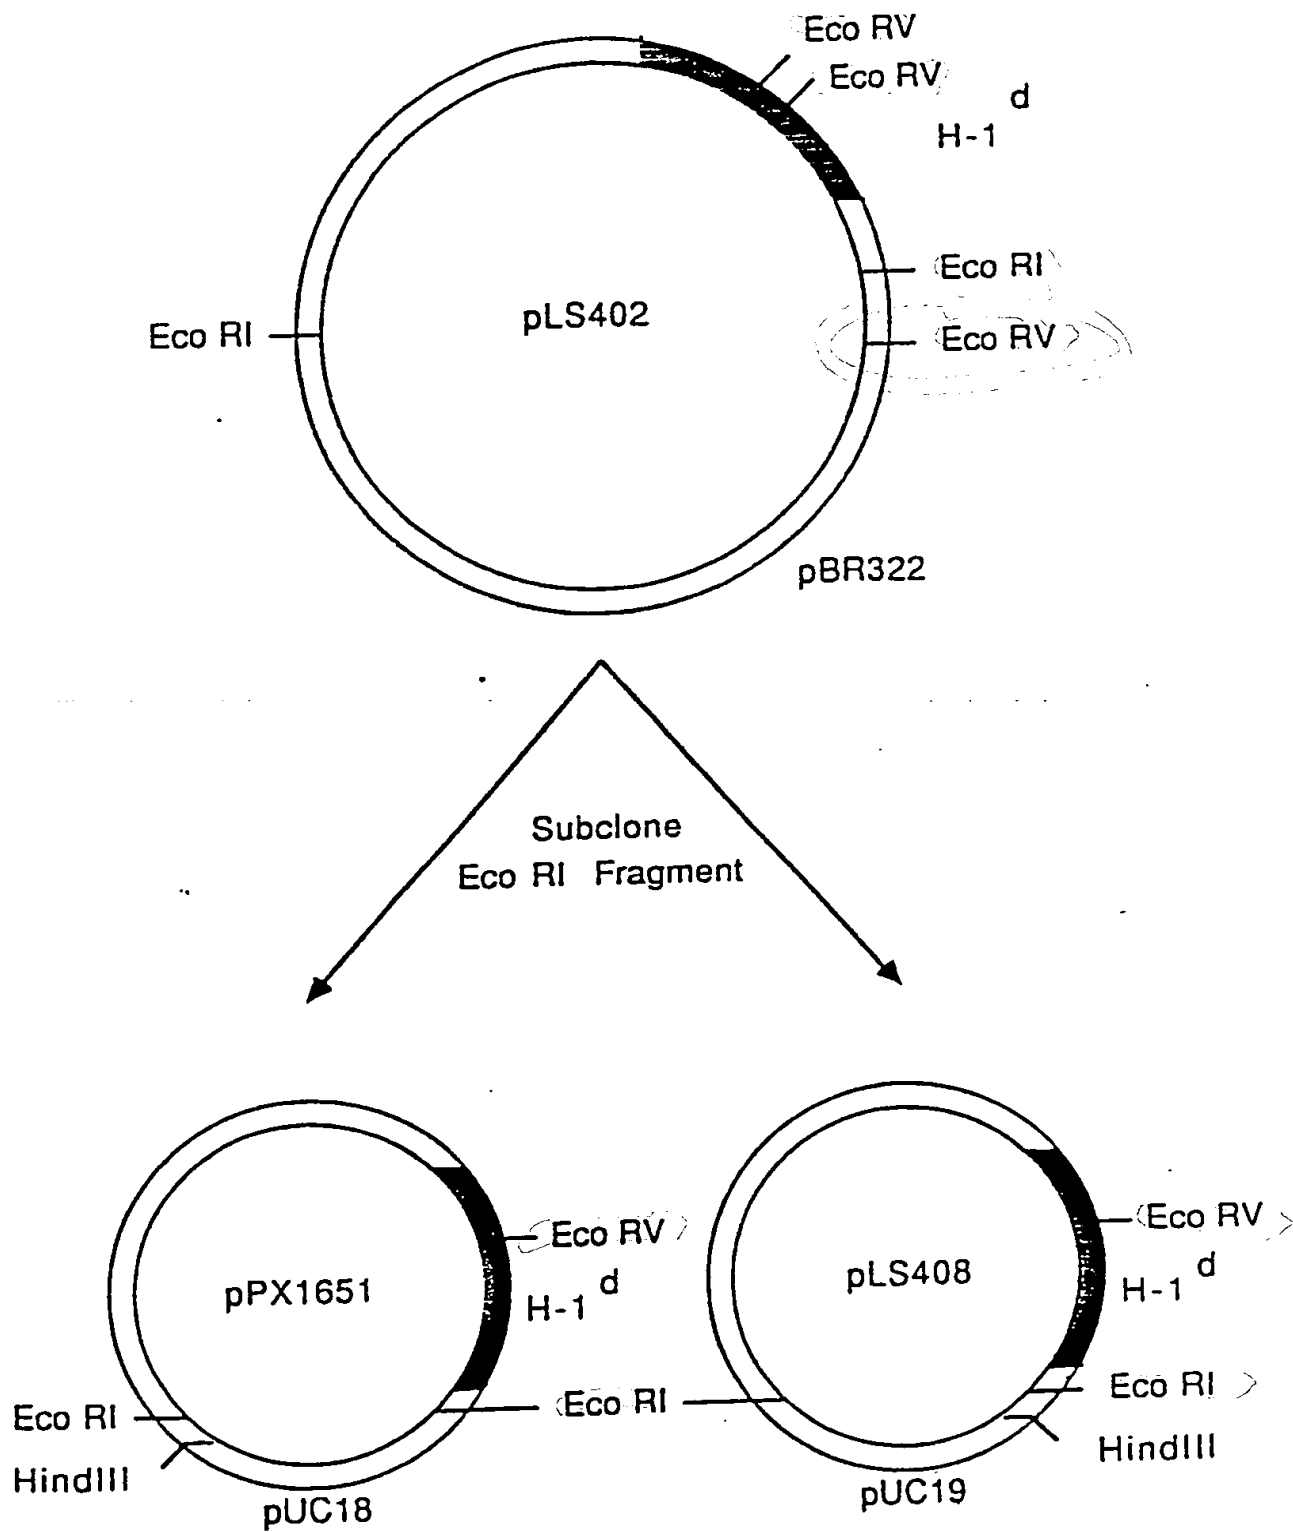 Eco RV
Eco RV
d
H-1
Eco RI
Eco RI
pLS402
Eco RV
pBR322
Subclone
Eco RI Fragment
Eco RV
Eco RV
pPX1651
d
H-1
pLS408
d
H-1
Eco RI
Eco RI
Eco RI
HindIII
HindIII
pUC18
pUC19